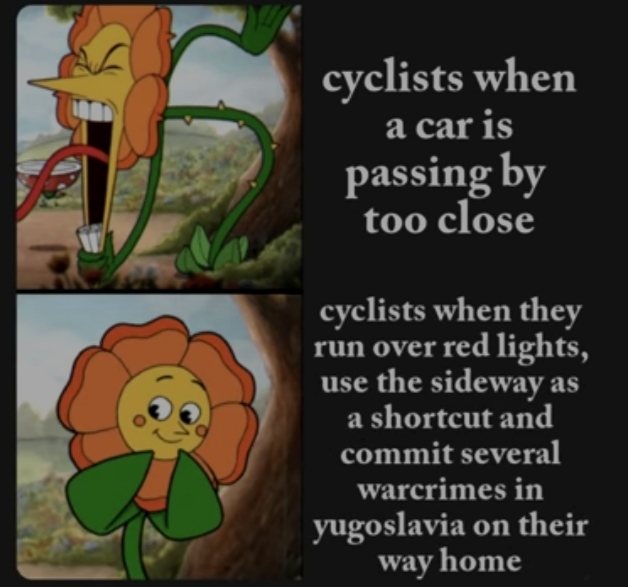 cyclists when
a car is
passing by
too close
cyclists when they
run over red lights,
use the sideway as
a shortcut and
commit several
warcrimes in
yugoslavia on their
way home